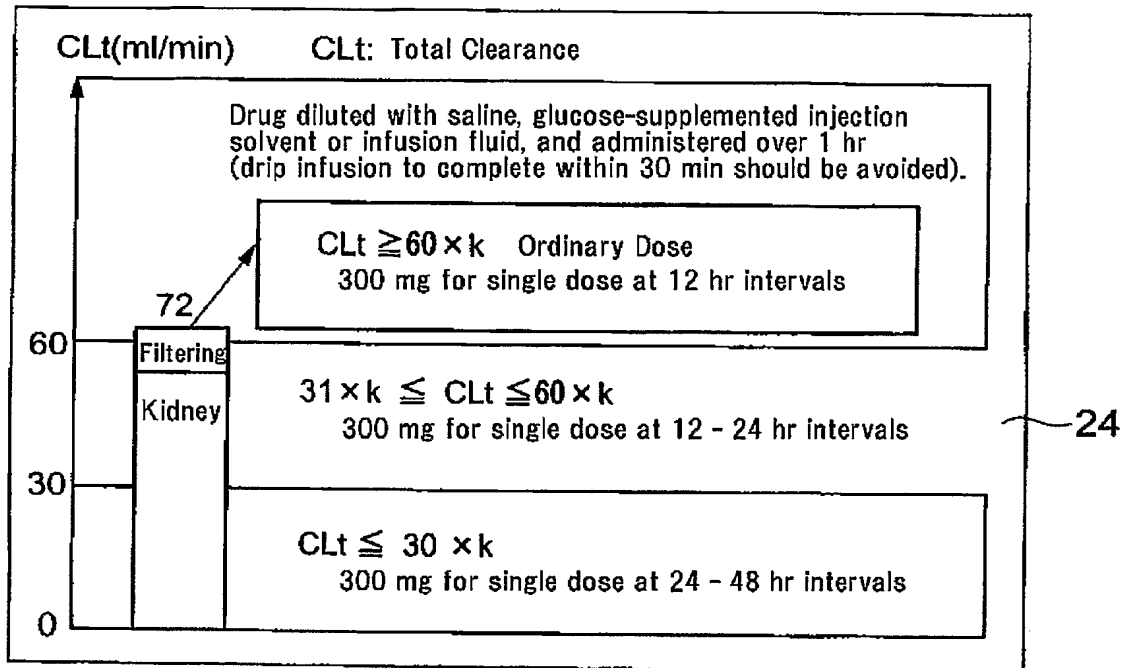 CLt(ml/min) CLt: Total Clearance
Drug diluted with saline, glucose-supplemented injection
solvent or infusion fluid, and administered over 1 hr
(drip infusion to complete within 30 min should be avoided).
CLt ≧60×k Ordinary Dose
300 mg for single dose at 12 hr intervals
72
60
Filtering
Kidney
31×k ≦ CLt ≦60×k
300 mg for single dose at 12 - 24 hr intervals
24
30
CLt ≦ 30 ×k
300 mg for single dose at 24 - 48 hr intervals
0